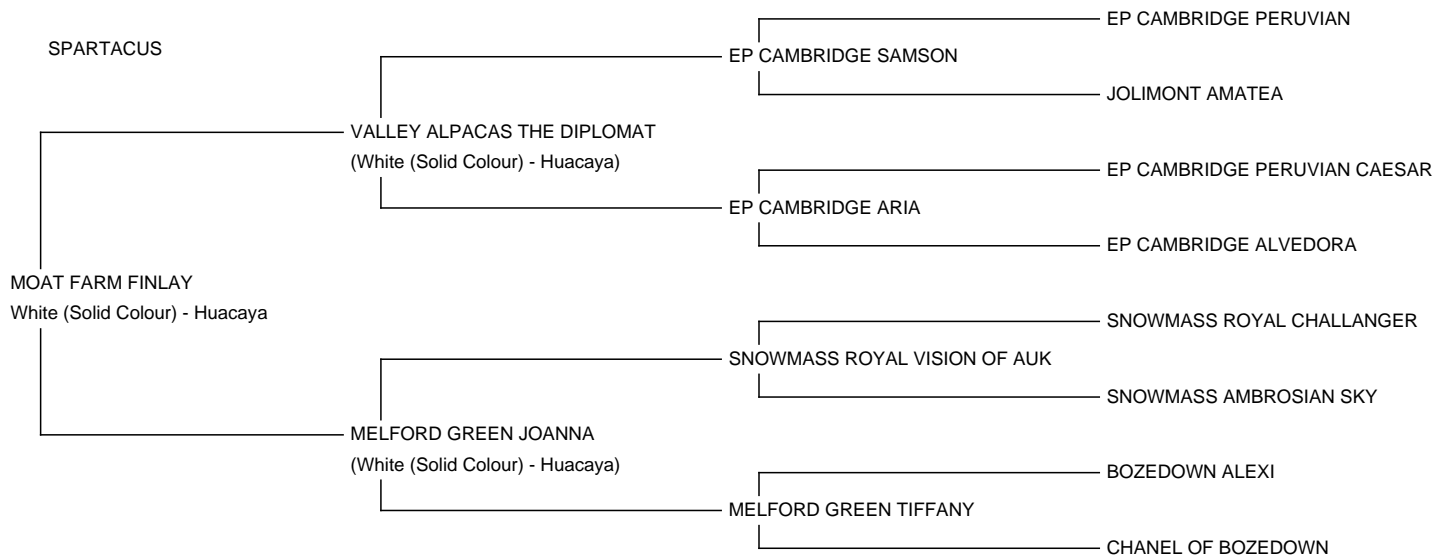 EP CAMBRIDGE PERUVIAN
SPARTACUS
EP CAMBRIDGE SAMSON
JOLIMONT AMATEA
VALLEY ALPACAS THE DIPLOMAT
(White (Solid Colour) - Huacaya)
EP CAMBRIDGE PERUVIAN CAESAR
EP CAMBRIDGE ARIA
EP CAMBRIDGE ALVEDORA
MOAT FARM FINLAY
White (Solid Colour) - Huacaya
SNOWMASS ROYAL CHALLANGER
SNOWMASS ROYAL VISION OF AUK
SNOWMASS AMBROSIAN SKY
MELFORD GREEN JOANNA
(White (Solid Colour) - Huacaya)
BOZEDOWN ALEXI
MELFORD GREEN TIFFANY
CHANEL OF BOZEDOWN